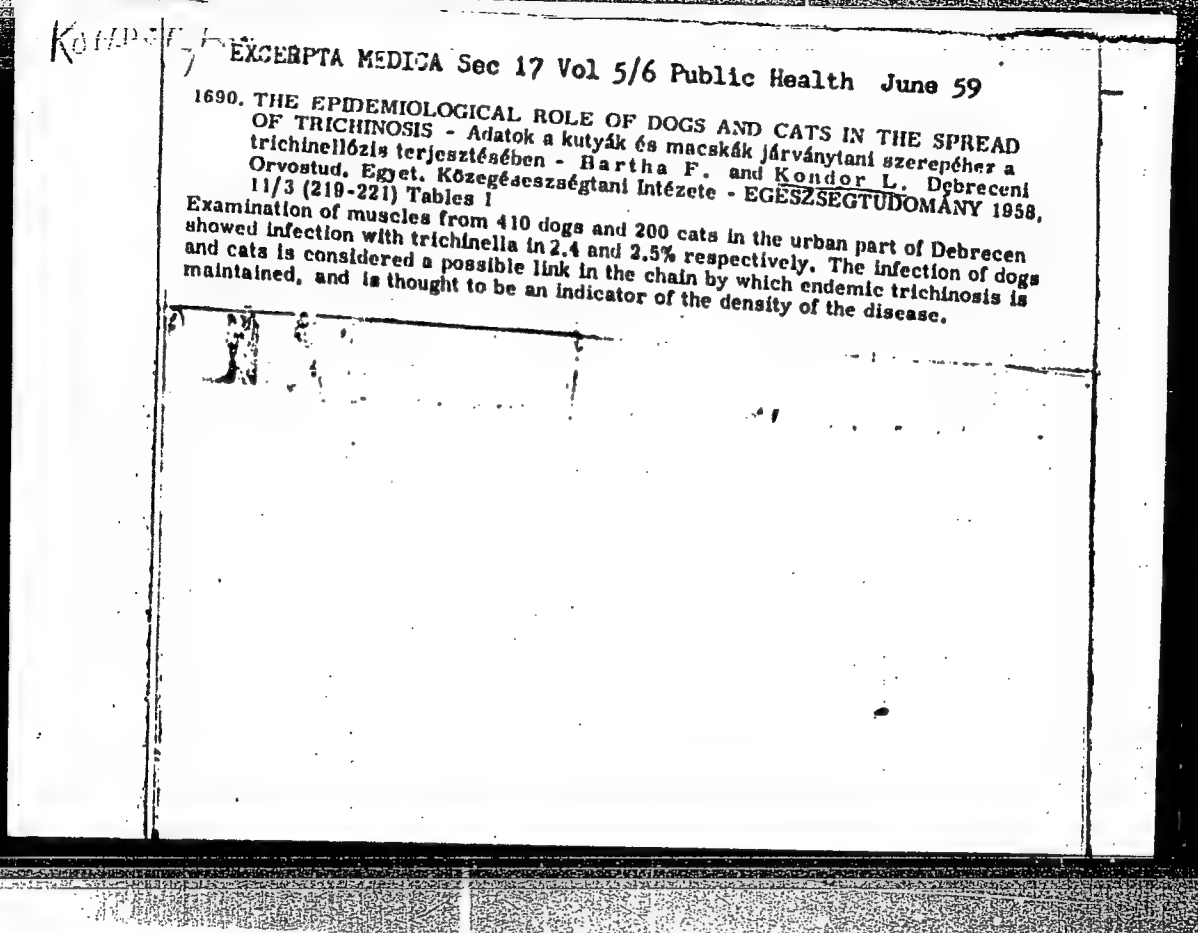 EXCERPTA MEDICA Sec 17 Vol 5/6 Public Health June 59
1690. THE EPIDEMIOLOGICAL ROLE OF DOGS AND CATS IN THE SPREAD
OF TRICHINOSIS - Adatok a kutyák és macskák járványtani szerepéher a
trichinellózis terjesztésében - Bartha F. and Kondor L. Debreceni
Orvostud. Egyet. Közegédeszségtani Intézete - EGÉSZSÉGTUDOMÁNY 1958,
11/3 (219-221) Tables 1
Examination of muscles from 410 dogs and 200 cats in the urban part of Debrecen
showed infection with trichinella in 2.4 and 2.5% respectively. The infection of dogs
and cats is considered a possible link in the chain by which endemic trichinosis is
maintained, and is thought to be an indicator of the density of the disease.